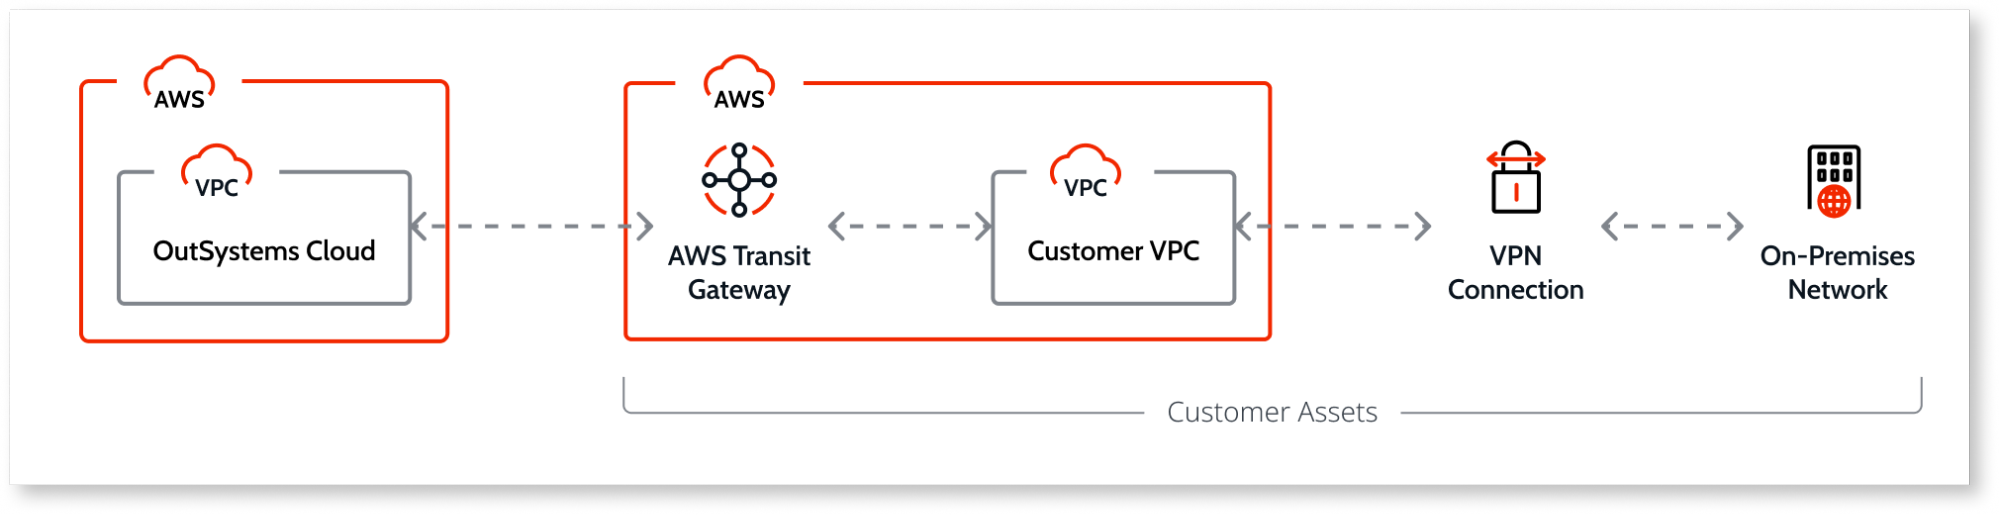 AWS
VPC
OutSystems Cloud
AWS
AWS Transit
Gateway
VPC
Customer VPC
VPN
Connection
On-Premises
Network
Customer Assets